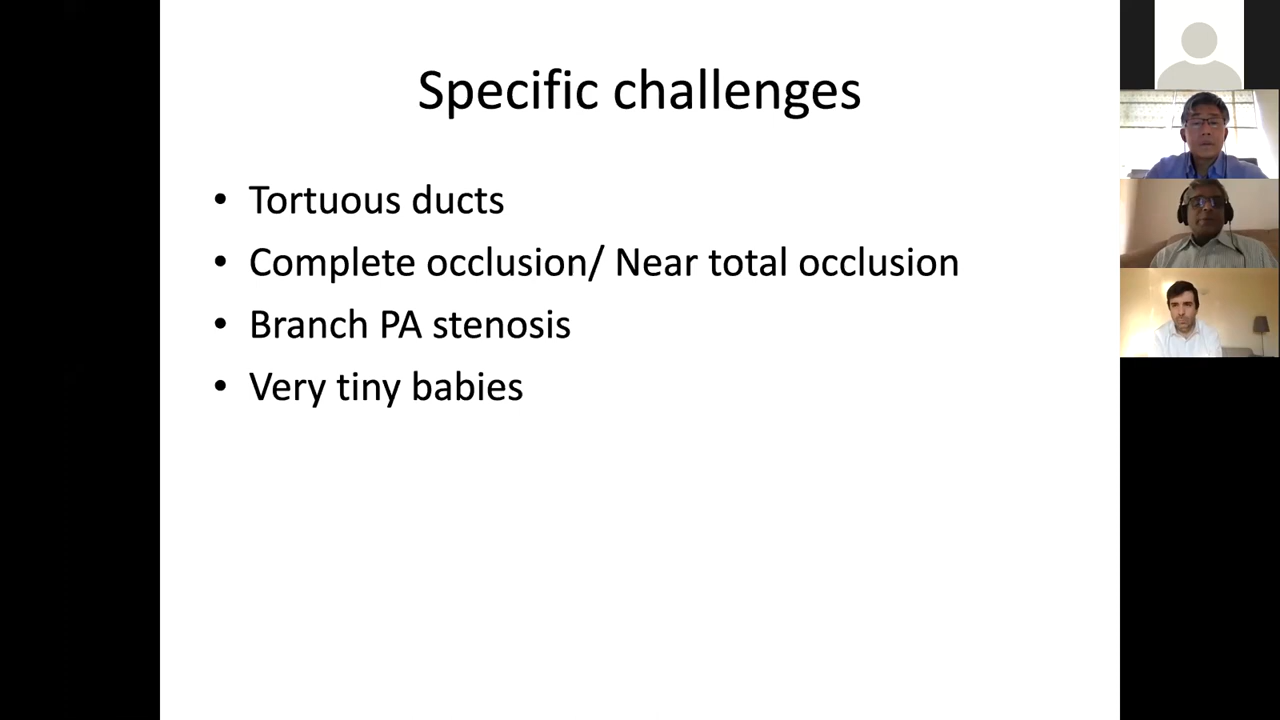 Specific challenges
• Tortuous ducts
• Complete occlusion/ Near total occlusion
• Branch PA stenosis
• Very tiny babies